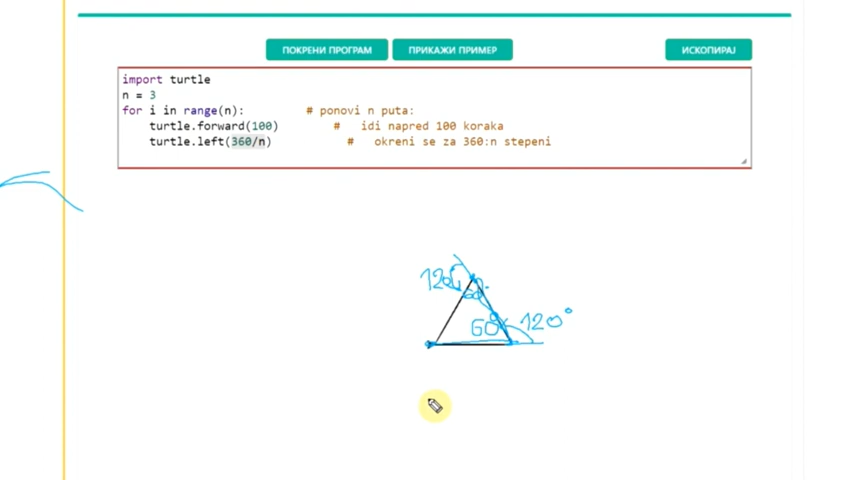 ПОКРЕНИ ПРОГРАМ ПРИКАЖИ ПРИМЕР ИСКОПИРАЈ
import turtle
n = 3
for i in range(n): # ponovi n puta:
turtle.forward(100) # idi napred 100 koraka
turtle.left(360/n) # okreni se za 360:n stepeni
120
60°
60° 120°